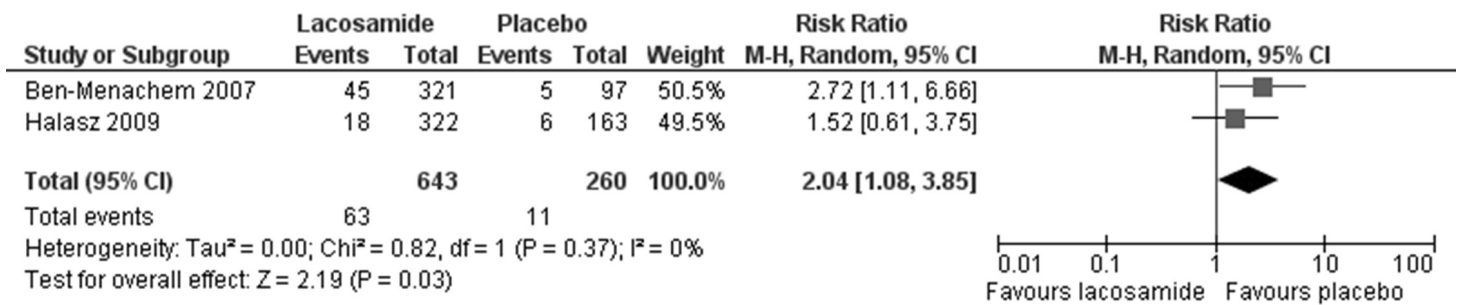 Lacosamide Placebo Risk Ratio Risk Ratio
Study or Subgroup Events Total Events Total Weight M-H, Random, 95% CI M-H, Random, 95% CI
Ben-Menachem 2007 45 321 5 97 50.5% 2.72 [1.11, 6.66]
Halasz 2009 18 322 6 163 49.5% 1.52 [0.61, 3.75]
Total (95% CI) 643 260 100.0% 2.04 [1.08, 3.85]
Total events 63 11
Heterogeneity: Tau² = 0.00; Chi² = 0.82, df = 1 (P = 0.37); I² = 0%
Test for overall effect: Z = 2.19 (P = 0.03)
0.01 0.1 1 10 100
Favours lacosamide Favours placebo